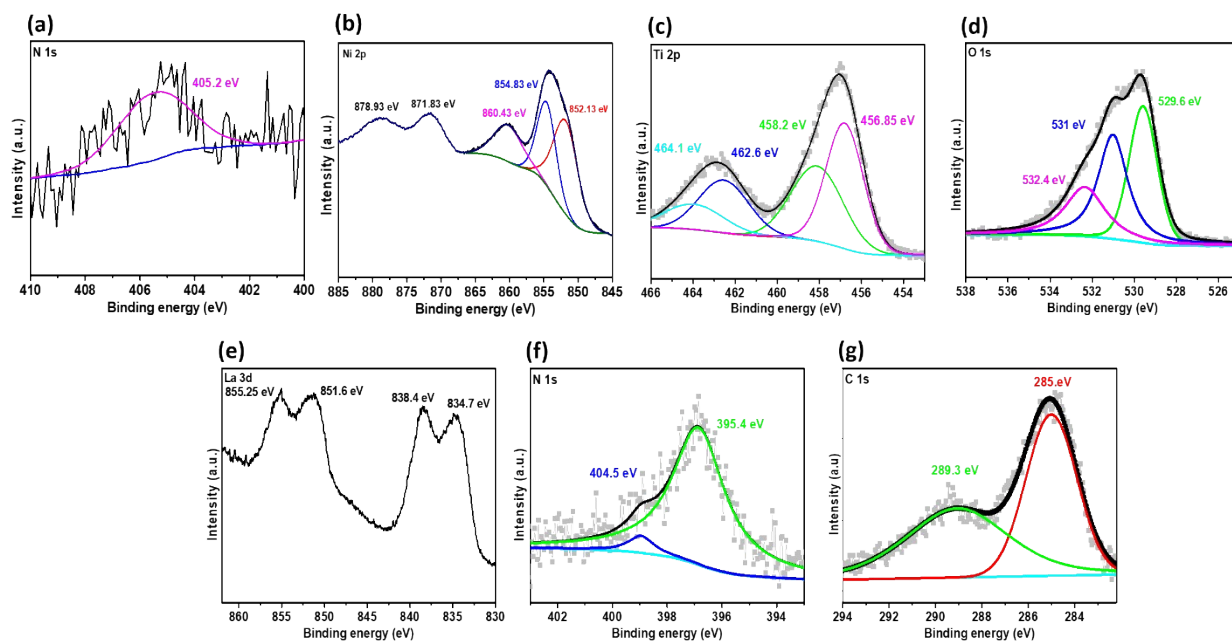 (a)
N 1s
405.2 eV
Intensity (a.u.)
410 408 406 404 402 400
Binding energy (eV)
(b)
Ni 2p
878.93 eV
871.83 eV
860.43 eV
854.83 eV
852.13 eV
Intensity (a.u.)
885 878 871 860 853 845
Binding energy (eV)
(c)
Ti 2p
464.1 eV
462.6 eV
458.2 eV
456.85 eV
Intensity (a.u.)
466 464 462 460 458 457 454
Binding energy (eV)
(d)
O 1s
532.4 eV
531 eV
529.6 eV
Intensity (a.u.)
538 536 534 532 530 528 526
Binding energy (eV)
(e)
La 3d
855.25 eV
851.6 eV
838.4 eV
834.7 eV
Intensity (a.u.)
860 855 850 845 840 835 830
Binding energy (eV)
(f)
N 1s
404.5 eV
395.4 eV
Intensity (a.u.)
402 400 398 396 394
Binding energy (eV)
(g)
C 1s
289.3 eV
285.eV
Intensity (a.u.)
294 292 290 288 286 284
Binding energy (eV)